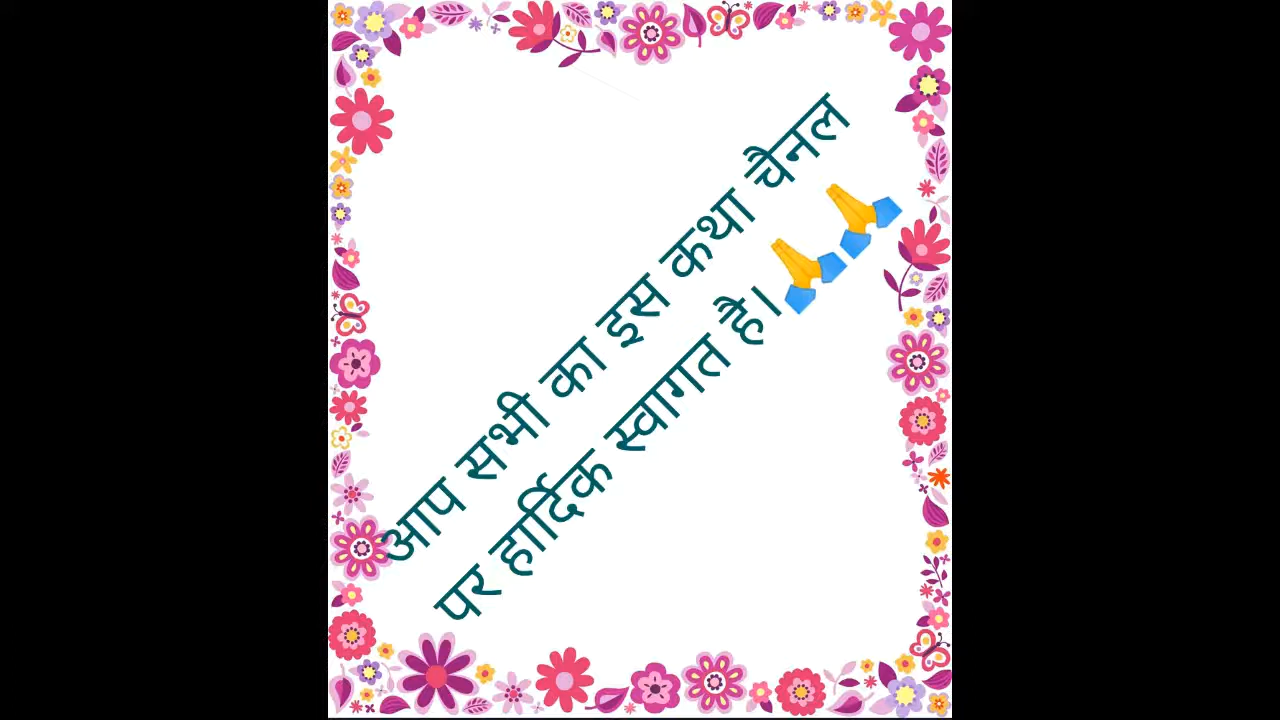 आप सभी का इस कथा चैनल
पर हार्दिक स्वागत है।🙏🙏